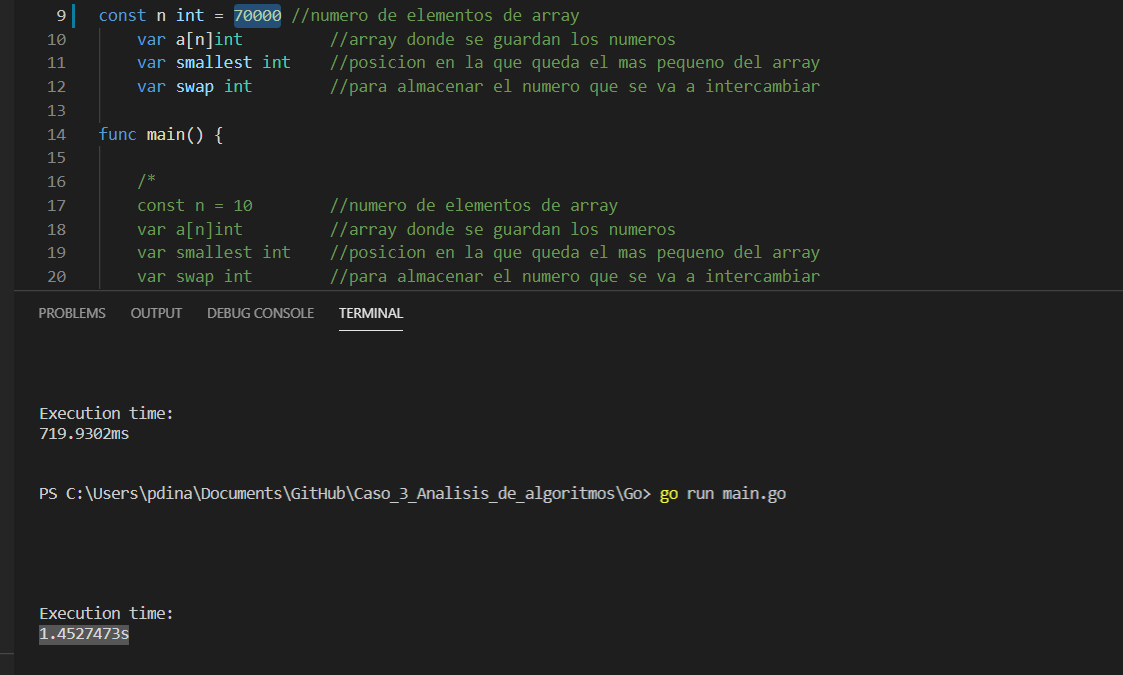 9 const n int = 70000 //numero de elementos de array
10 var a[n]int //array donde se guardan los numeros
11 var smallest int //posicion en la que queda el mas pequeno del array
12 var swap int //para almacenar el numero que se va a intercambiar
13
14 func main() {
15
16 /*
17 const n = 10 //numero de elementos de array
18 var a[n]int //array donde se guardan los numeros
19 var smallest int //posicion en la que queda el mas pequeno del array
20 var swap int //para almacenar el numero que se va a intercambiar
PROBLEMS OUTPUT DEBUG CONSOLE TERMINAL
Execution time:
719.9302ms
PS C:\Users\pdina\Documents\GitHub\Caso_3_Analisis_de_algoritmos\Go> go run main.go
Execution time:
1.4527473s